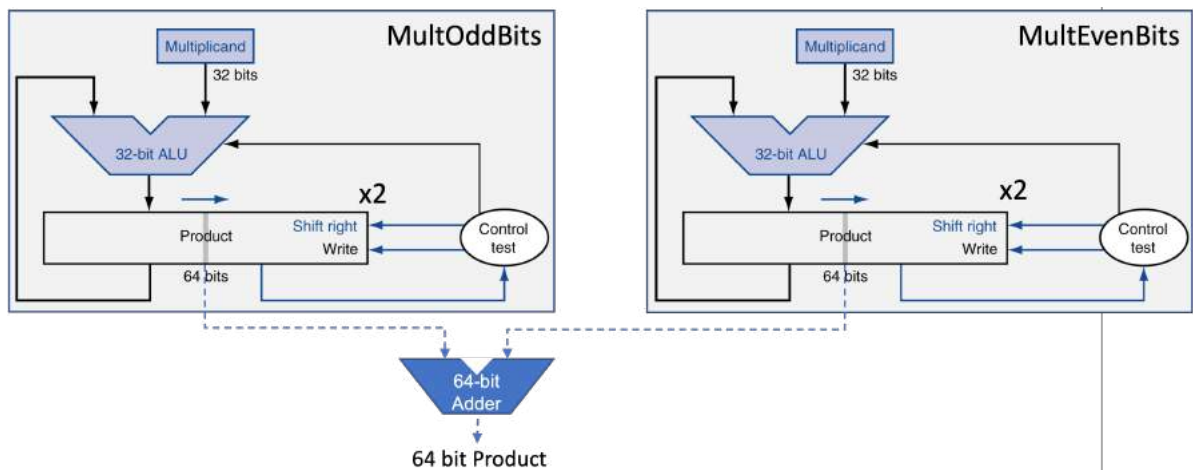 MultOddBits
Multiplicand
32 bits
32-bit ALU
x2
Product
Shift right
Write
Control
test
64 bits
MultEvenBits
Multiplicand
32 bits
32-bit ALU
x2
Product
Shift right
Write
Control
test
64 bits
64-bit
Adder
64 bit Product